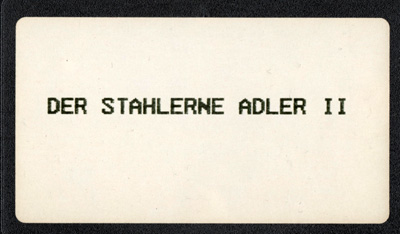 DER STAHLERNE ADLER II